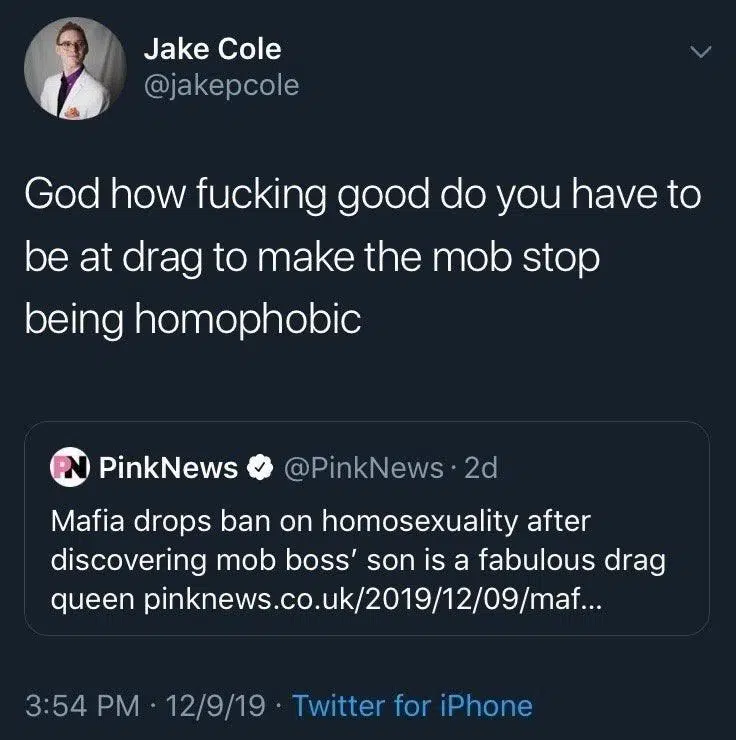 Jake Cole
@jakepcole
God how fucking good do you have to
be at drag to make the mob stop
being homophobic
PN PinkNews @PinkNews · 2d
Mafia drops ban on homosexuality after
discovering mob boss’ son is a fabulous drag
queen pinknews.co.uk/2019/12/09/maf...
3:54 PM · 12/9/19 · Twitter for iPhone